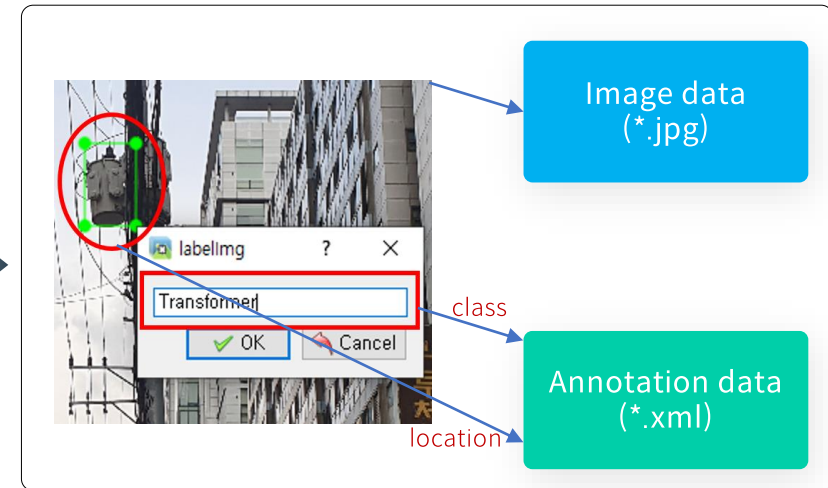 Image data
(*.jpg)
labelImg ? X
Transformer
OK Cancel
class
Annotation data
(*.xml)
location